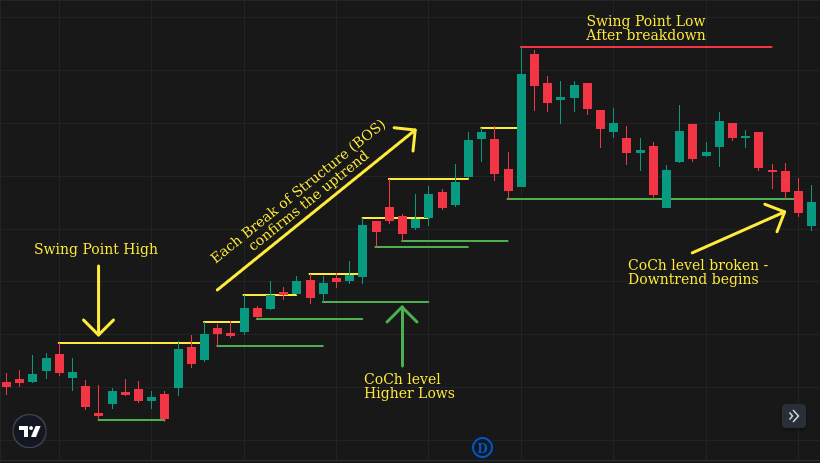 Swing Point Low
After breakdown
Each Break of Structure (BOS)
confirms the uptrend
Swing Point High
CoCh level broken -
Downtrend begins
CoCh level
Higher Lows
D